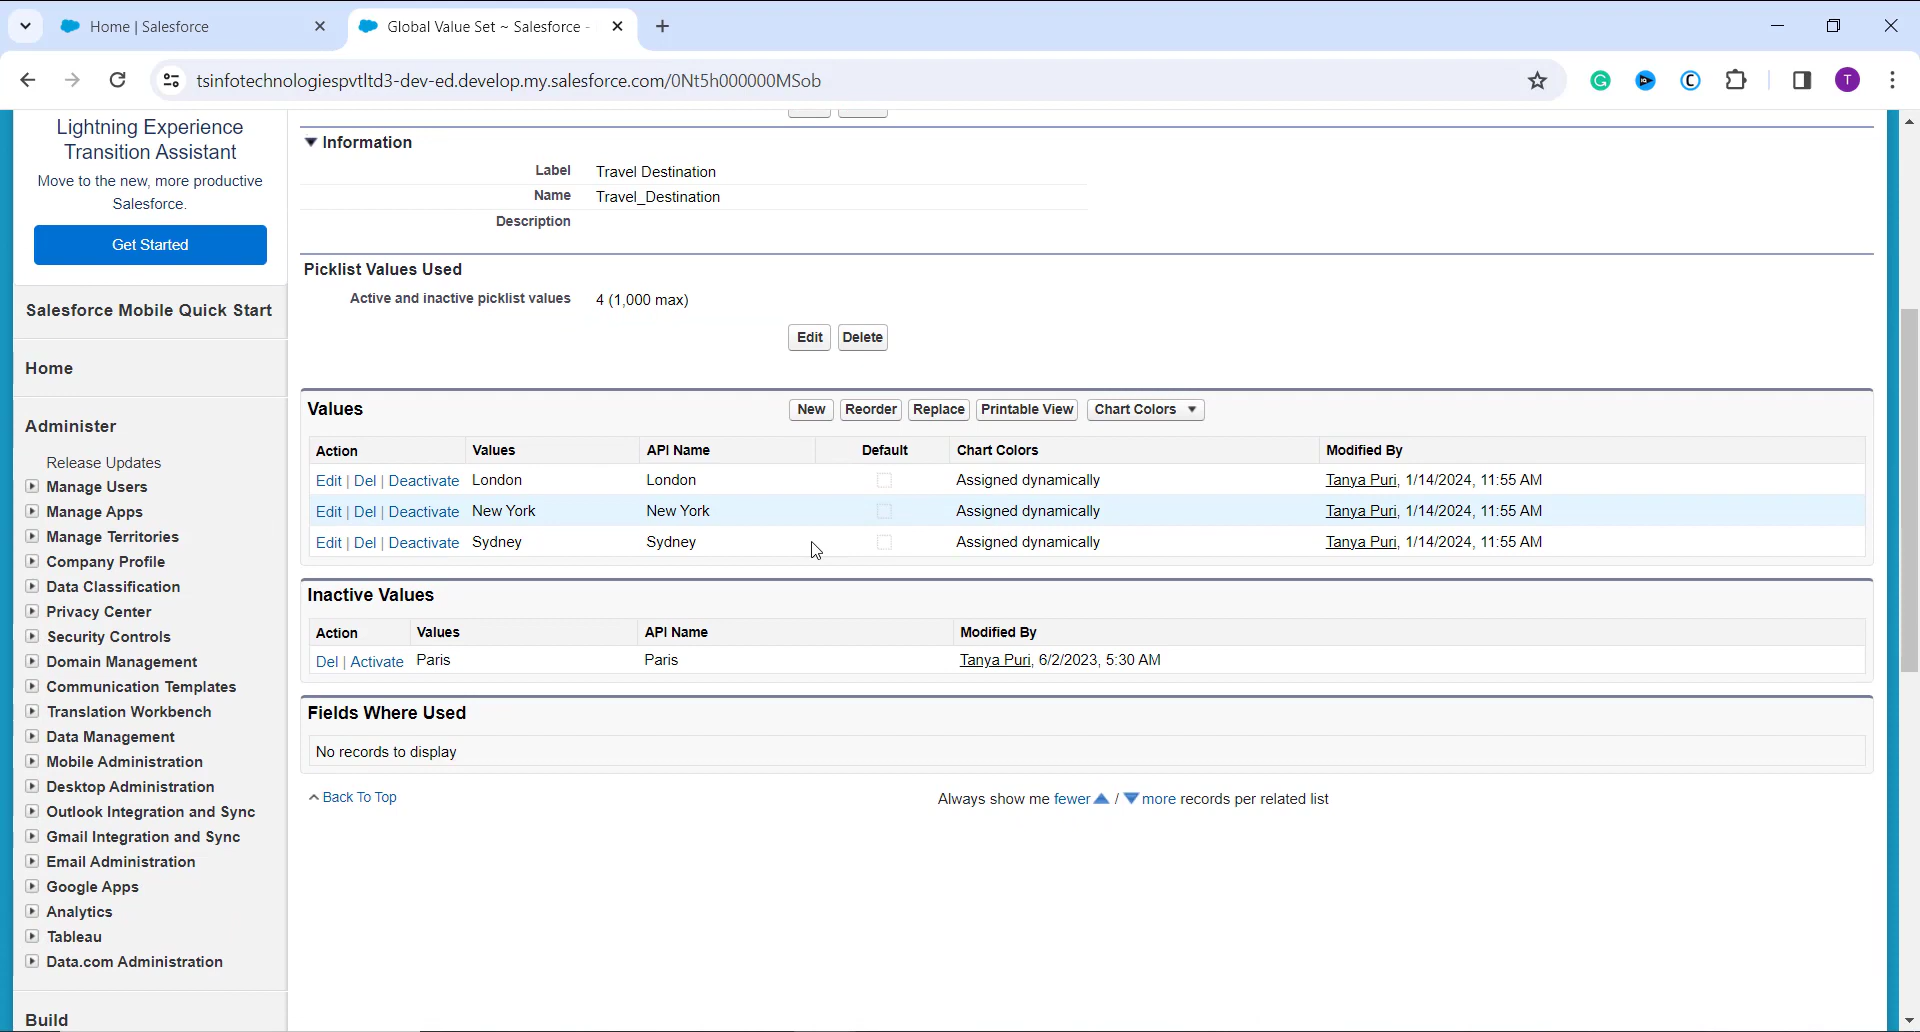 Home | Salesforce
Global Value Set ~ Salesforce -
tsinfotechnologiespvtltd3-dev-ed.develop.my.salesforce.com/0Nt5h000000MSob
T
Lightning Experience
Transition Assistant
Move to the new, more productive
Salesforce.
Get Started
Salesforce Mobile Quick Start
Home
Administer
Release Updates
Manage Users
Manage Apps
Manage Territories
Company Profile
Data Classification
Privacy Center
Security Controls
Domain Management
Communication Templates
Translation Workbench
Data Management
Mobile Administration
Desktop Administration
Outlook Integration and Sync
Gmail Integration and Sync
Email Administration
Google Apps
Analytics
Tableau
Data.com Administration
Build
Information
Label Travel Destination
Name Travel_Destination
Description
Picklist Values Used
Active and inactive picklist values 4 (1,000 max)
Edit Delete
Values New Reorder Replace Printable View Chart Colors
Action Values API Name Default Chart Colors Modified By
Edit | Del | Deactivate London London Assigned dynamically Tanya Puri, 1/14/2024, 11:55 AM
Edit | Del | Deactivate New York New York Assigned dynamically Tanya Puri, 1/14/2024, 11:55 AM
Edit | Del | Deactivate Sydney Sydney Assigned dynamically Tanya Puri, 1/14/2024, 11:55 AM
Inactive Values
Action Values API Name Modified By
Del | Activate Paris Paris Tanya Puri, 6/2/2023, 5:30 AM
Fields Where Used
No records to display
Back To Top Always show me fewer / more records per related list